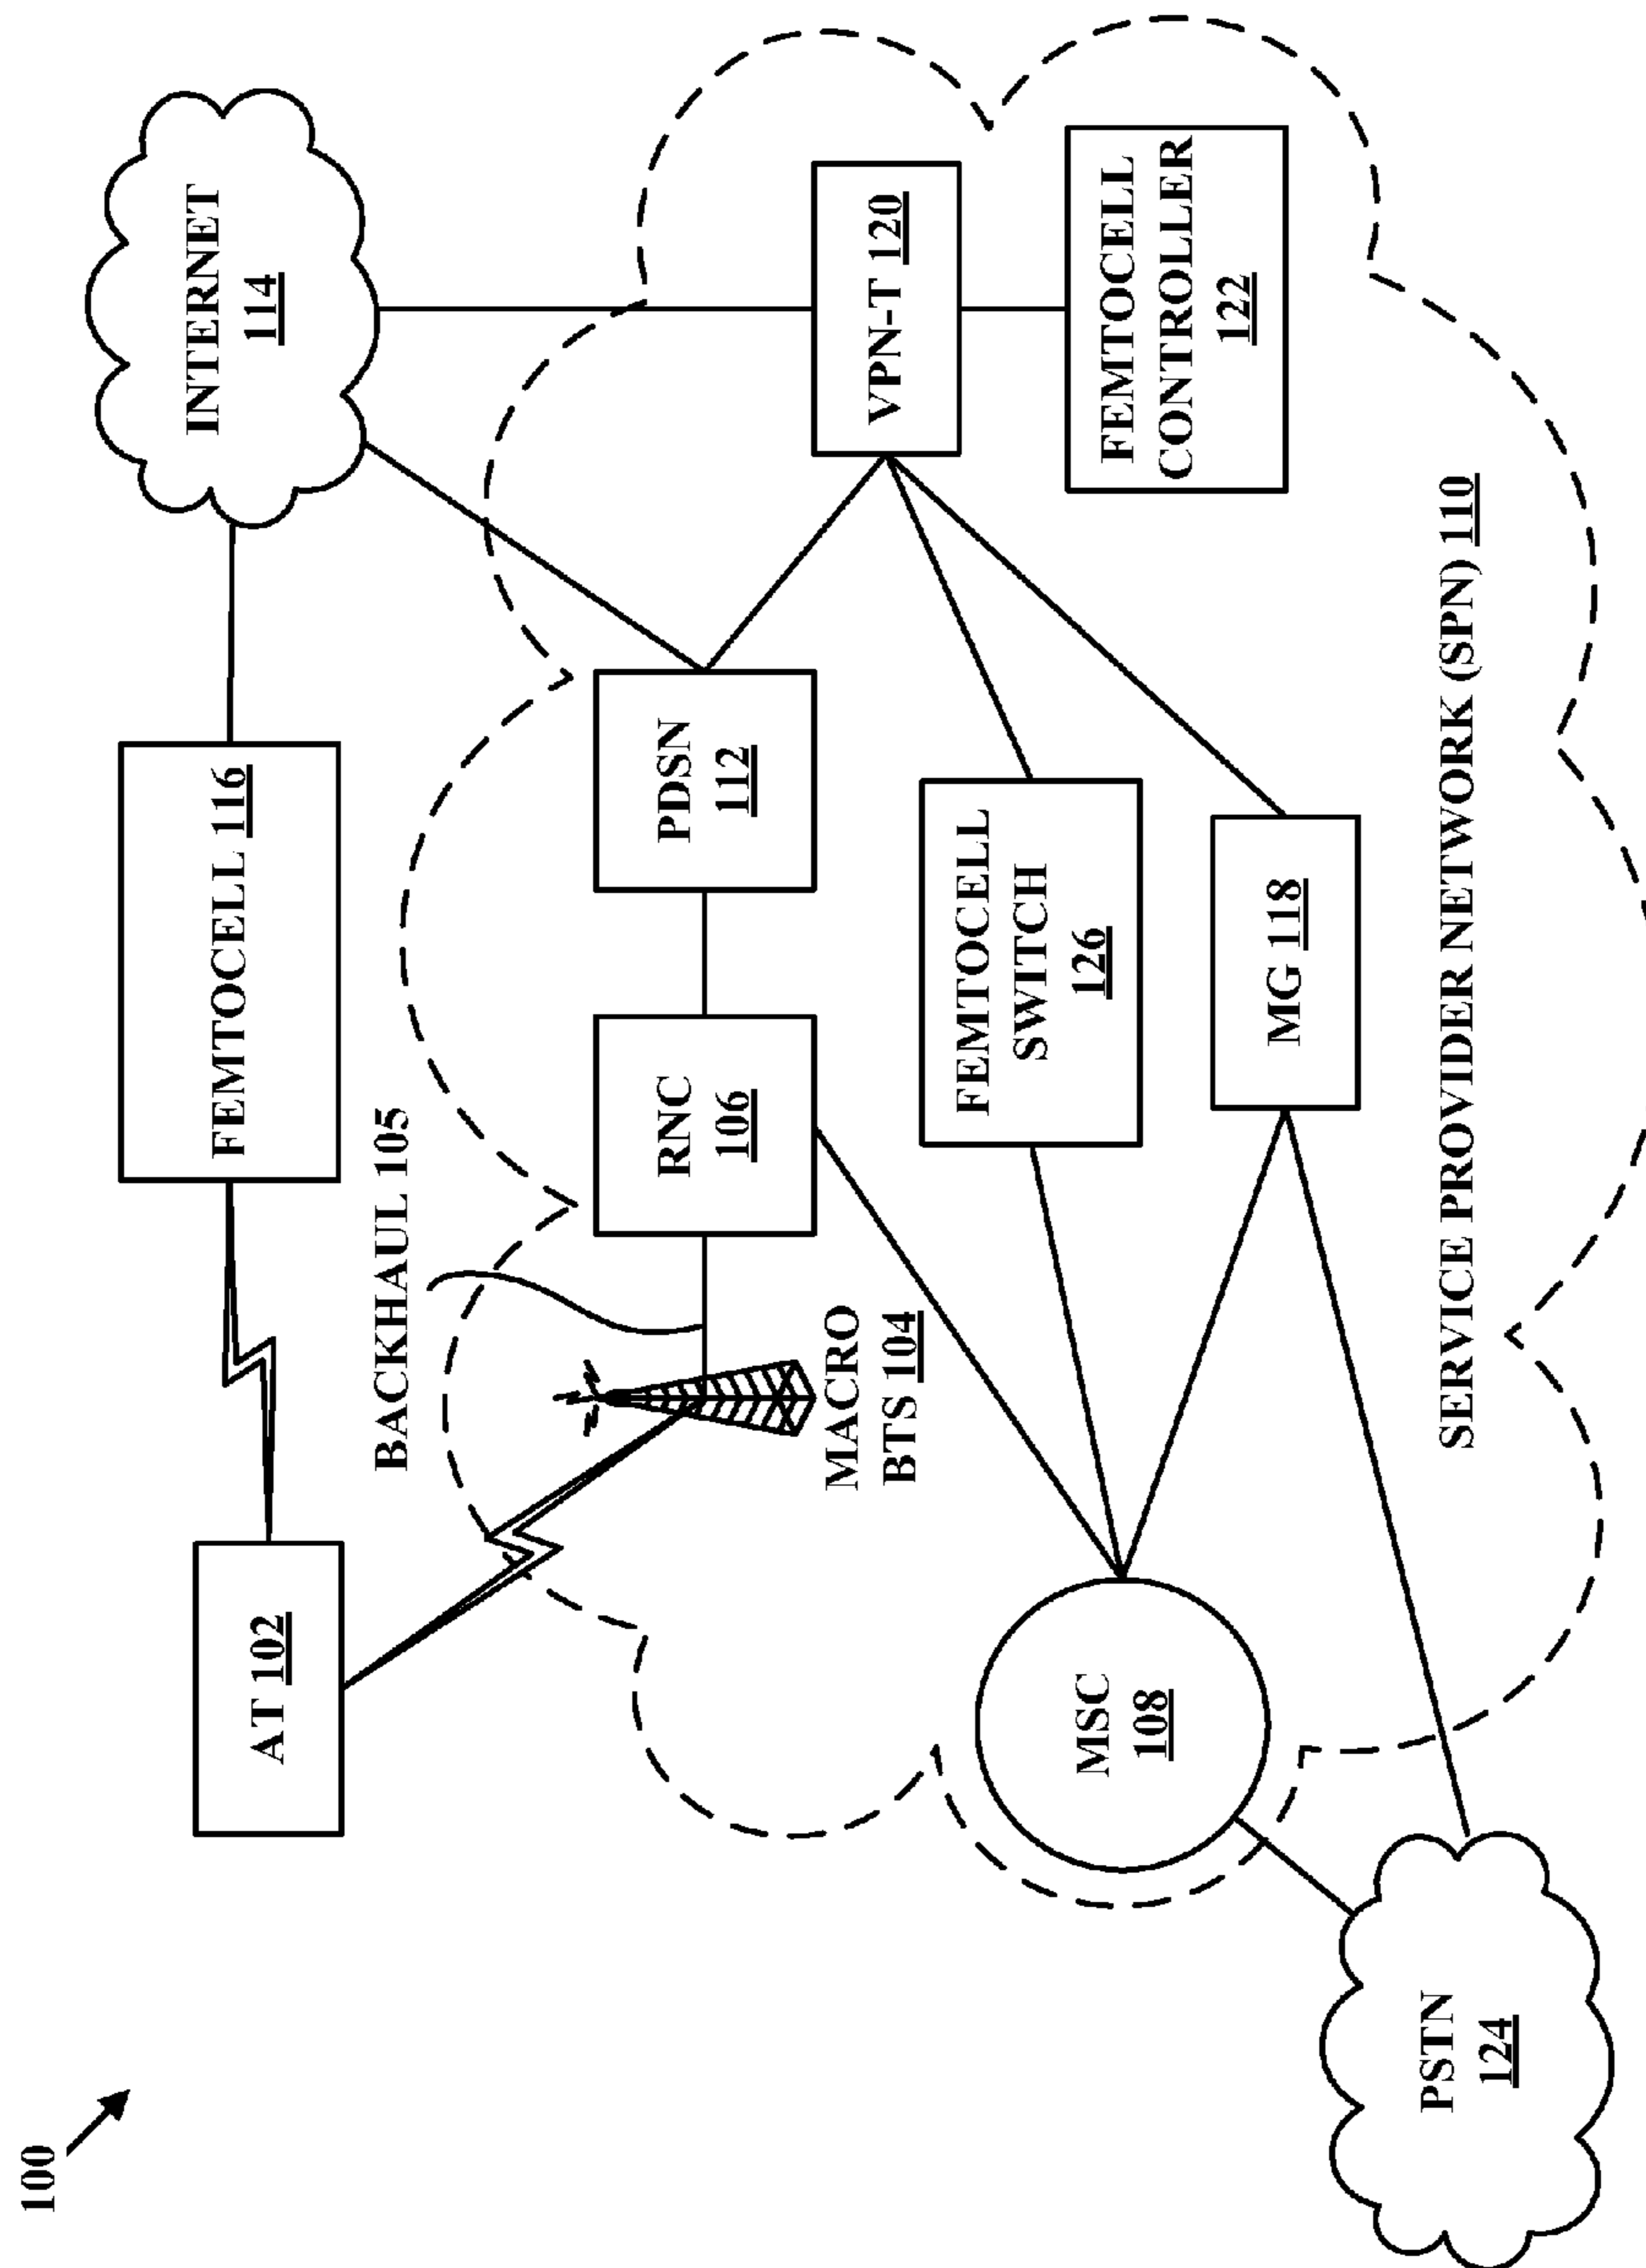 100
AT 102
FEMTOCELL 116
INTERNET
114
BACKHAUL 105
MACRO
BTS 104
RNC
106
PDSN
112
VPN-T 120
FEMTOCELL
SWITCH
126
FEMTOCELL
CONTROLLER
122
MSC
108
MG 118
PSTN
124
SERVICE PROVIDER NETWORK (SPN) 110